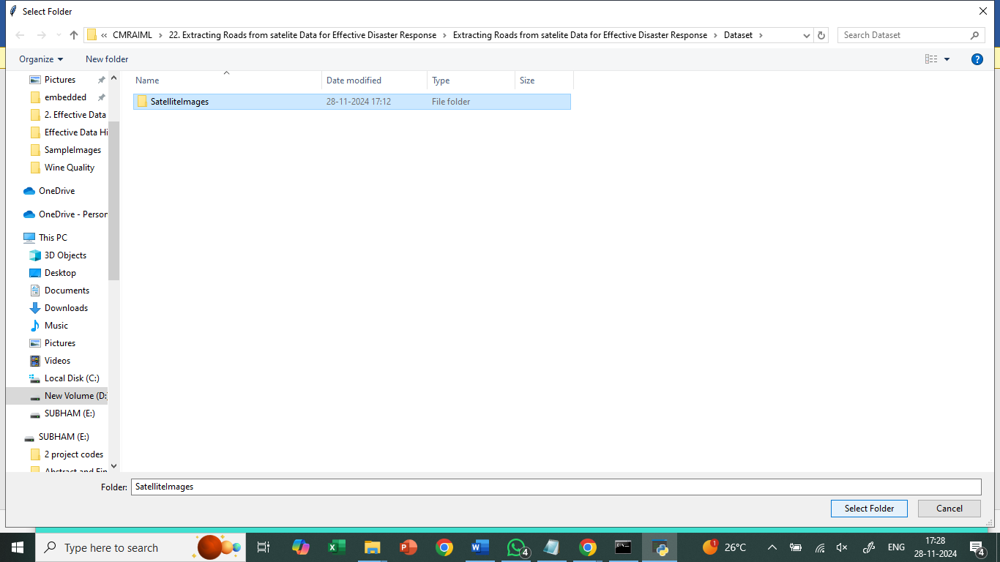 Select Folder
« CMRAIML > 22. Extracting Roads from satelite Data for Effective Disaster Response > Extracting Roads from satelite Data for Effective Disaster Response > Dataset >
Search Dataset
Organize
New folder
Name
Date modified
Type
Size
SatelliteImages
28-11-2024 17:12
File folder
Pictures
embedded
2. Effective Data
Effective Data Hi
SampleImages
Wine Quality
OneDrive
OneDrive - Person
This PC
3D Objects
Desktop
Documents
Downloads
Music
Pictures
Videos
Local Disk (C:)
New Volume (D:
SUBHAM (E:)
SUBHAM (E:)
2 project codes
Abstract and Fin
Folder: SatelliteImages
Select Folder
Cancel
Type here to search
4
1
26°C
ENG
17:28
28-11-2024
4